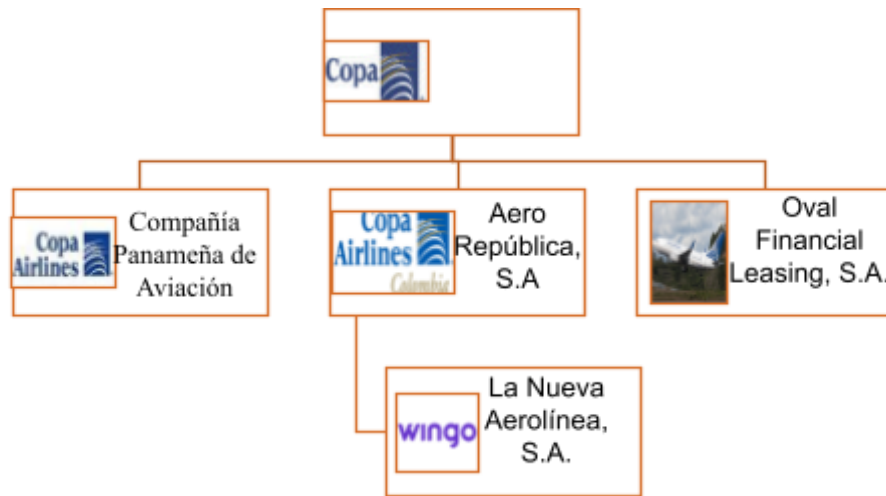 Copa
Copa
Airlines
Compañía
Panameña de
Aviación
Copa
Airlines
Colombia
Aero
República,
S.A
Oval
Financial
Leasing, S.A.
wingo
La Nueva
Aerolínea,
S.A.